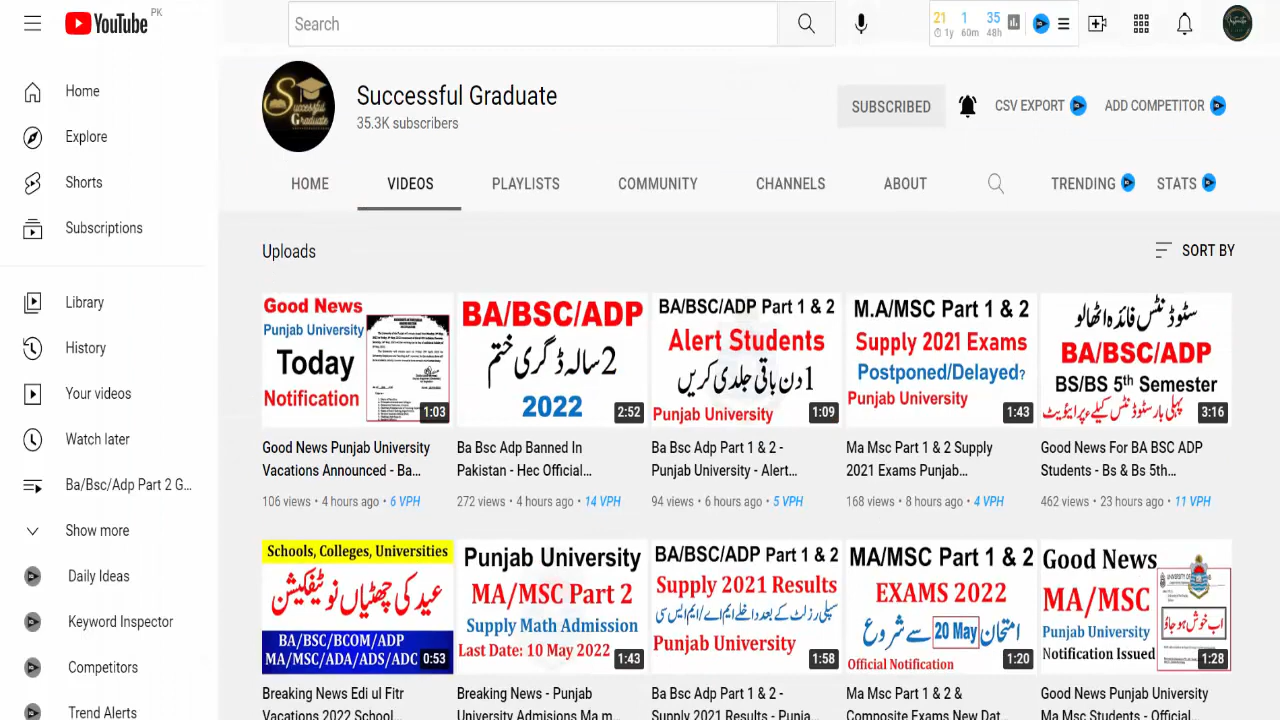 YouTube PK
Search
21 1 35
1y 60m 48h
Home
Explore
Shorts
Subscriptions
Library
History
Your videos
Watch later
Ba/Bsc/Adp Part 2 G...
Show more
Daily Ideas
Keyword Inspector
Competitors
Trend Alerts
Successful Graduate
Successful Graduate
35.3K subscribers
SUBSCRIBED
CSV EXPORT
ADD COMPETITOR
HOME
VIDEOS
PLAYLISTS
COMMUNITY
CHANNELS
ABOUT
TRENDING
STATS
Uploads
SORT BY
Good News
Punjab University
Today
Notification
1:03
Good News Punjab University
Vacations Announced - Ba...
106 views • 4 hours ago • 6 VPH
BA/BSC/ADP
2 سالہ ڈگری ختم
2022
2:52
Ba Bsc Adp Banned In
Pakistan - Hec Official...
272 views • 4 hours ago • 14 VPH
BA/BSC/ADP Part 1 & 2
Alert Students
1 دن باقی جلدی کریں
Punjab University
1:09
Ba Bsc Adp Part 1 & 2 -
Punjab University - Alert...
94 views • 6 hours ago • 5 VPH
M.A/MSC Part 1 & 2
Supply 2021 Exams
Postponed/Delayed?
Punjab University
1:43
Ma Msc Part 1 & 2 Supply
2021 Exams Punjab...
168 views • 8 hours ago • 4 VPH
سٹوڈنٹس فائدہ اٹھالو
BA/BSC/ADP
BS/BS 5th Semester
پہلی بار سٹوڈنٹس کیلئے پرائیویٹ
3:16
Good News For BA BSC ADP
Students - Bs & Bs 5th...
462 views • 23 hours ago • 11 VPH
Schools, Colleges, Universities
عید کی چھٹیاں نوٹیفکیشن
BA/BSC/BCOM/ADP
MA/MSC/ADA/ADS/ADC
0:53
Breaking News Edi ul Fitr
Vacations 2022 School...
Punjab University
MA/MSC Part 2
Supply Math Admission
Last Date: 10 May 2022
1:43
Breaking News - Punjab
University Admisions Ma m...
BA/BSC/ADP Part 1 & 2
Supply 2021 Results
سپلی رزلٹ کے بعد داخلے ایم اے/ایم ایس سی
Punjab University
1:58
Ba Bsc Adp Part 1 & 2 -
Supply 2021 Results - Punja...
MA/MSC Part 1 & 2
EXAMS 2022
امتحان 20 May سے شروع
Official Notification
1:20
Ma Msc Part 1 & 2 &
Composite Exams New Dat...
Good News
MA/MSC
Punjab University
Notification Issued
اب خوش ہو جاؤ
1:28
Good News Punjab University
Ma Msc Students - Official...